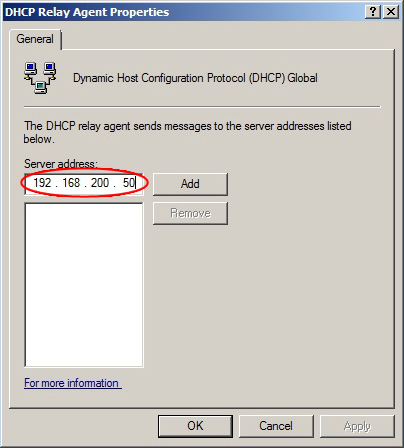 DHCP Relay Agent Properties
General
Dynamic Host Configuration Protocol (DHCP) Global
The DHCP relay agent sends messages to the server addresses listed
below.
Server address:
192 . 168 . 200 . 50
Add
Remove
For more information
OK
Cancel
Apply